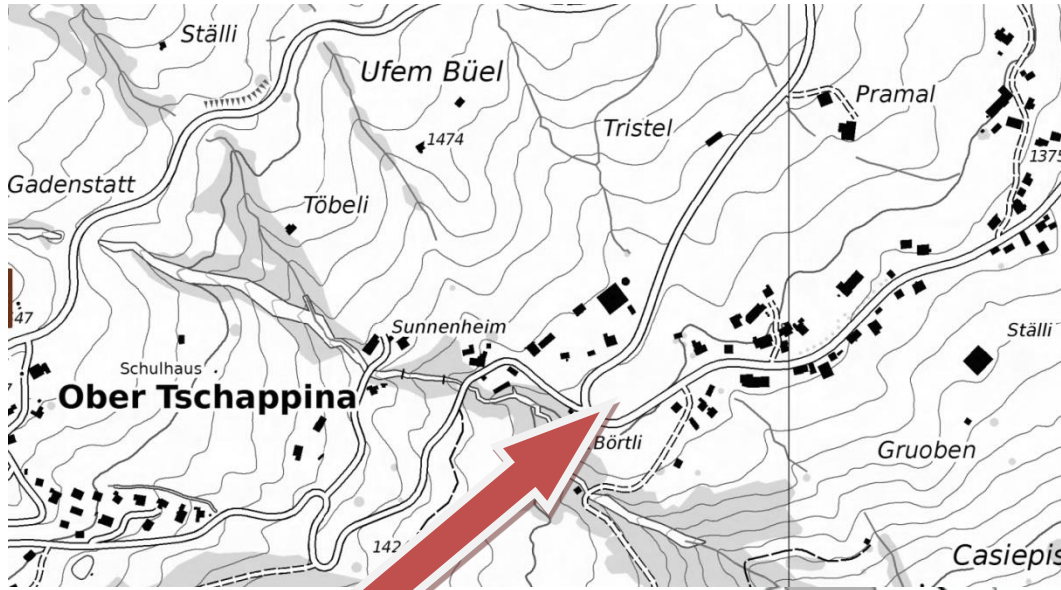 Ställi
Ufem Büel
Pramal
Tristel
1474
1375
Gadenstatt
Töbeli
47
Sunnenheim
Ställi
Schulhaus
Ober Tschappina
Börtli
Gruoben
142
Casiepis